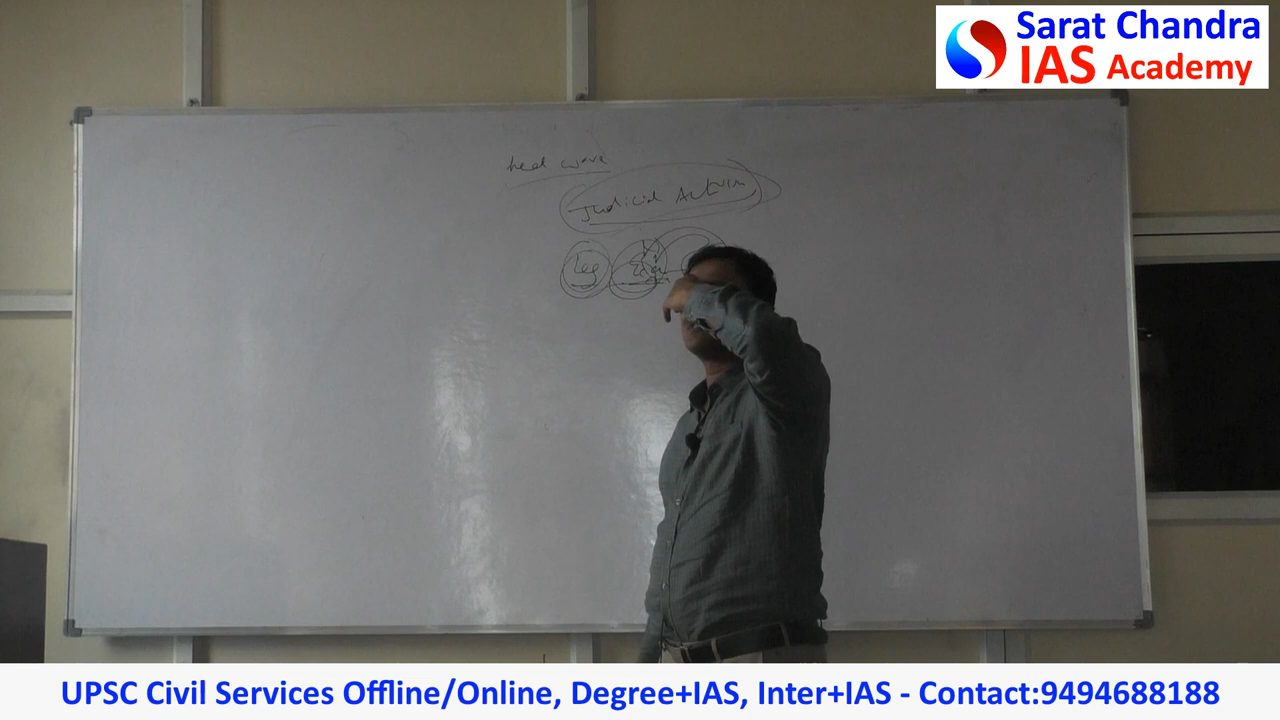 Sarat Chandra
IAS Academy
heat wave
Judicial Activism
Leg
UPSC Civil Services Offline/Online, Degree+IAS, Inter+IAS - Contact:9494688188